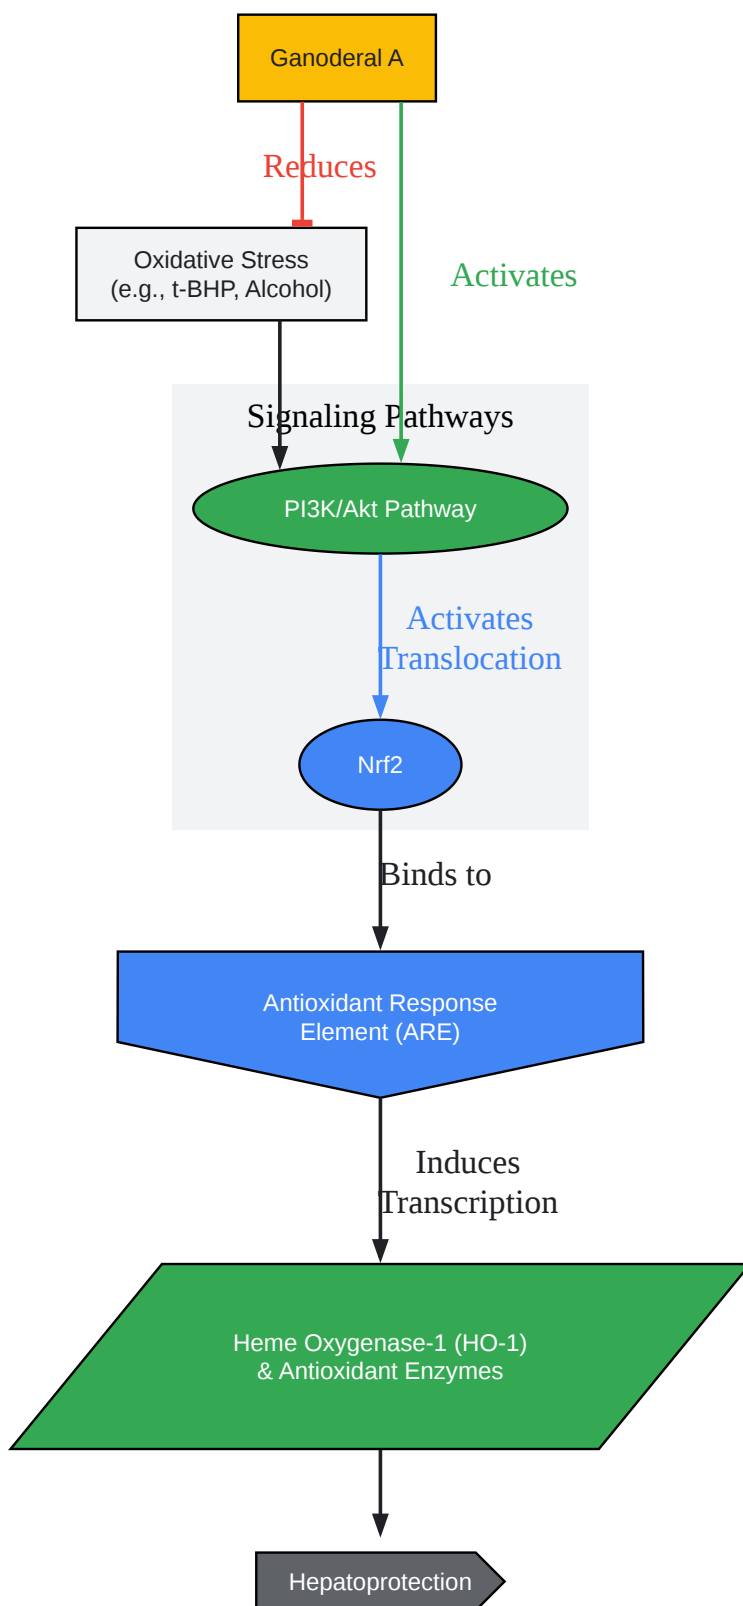 Ganoderal A
Reduces
Oxidative Stress
(e.g., t-BHP, Alcohol)
Activates
Signaling Pathways
PI3K/Akt Pathway
Activates
Translocation
Nrf2
Binds to
Antioxidant Response
Element (ARE)
Induces
Transcription
Heme Oxygenase-1 (HO-1)
& Antioxidant Enzymes
Hepatoprotection